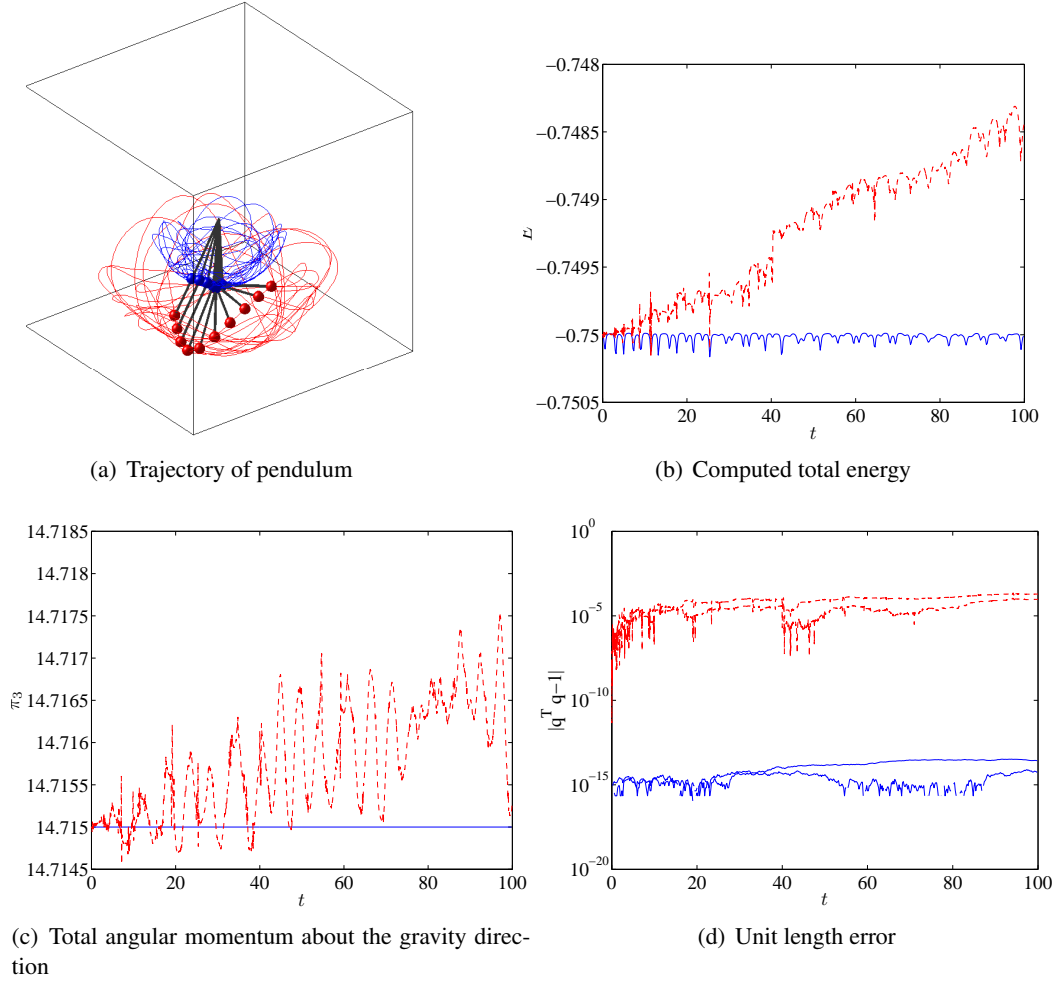 −0.748
−0.7485
−0.749
−0.7495
−0.75
−0.7505
E
0 20 40 60 80 100
t
(a) Trajectory of pendulum
(b) Computed total energy
14.7185
14.718
14.7175
14.717
14.7165
14.716
14.7155
14.715
14.7145
π3
0 20 40 60 80 100
t
10^0
10^−5
10^−10
10^−15
10^−20
|q^T q−1|
0 20 40 60 80 100
t
(c) Total angular momentum about the gravity direc-
tion
(d) Unit length error